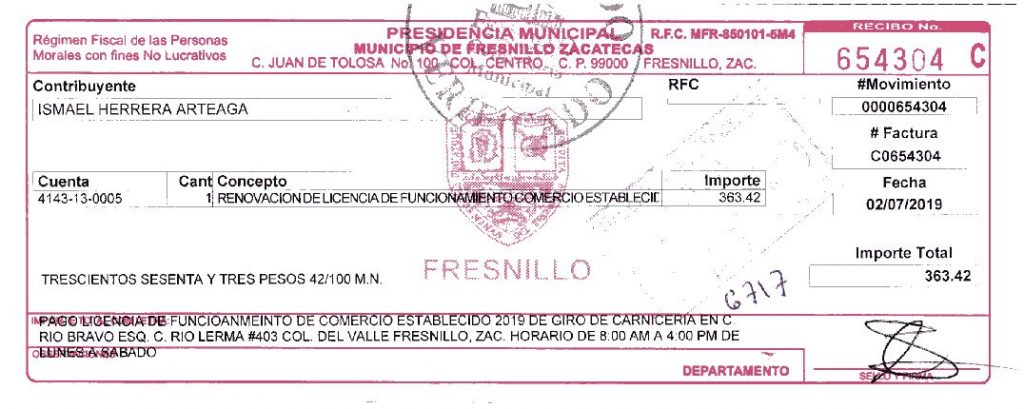 Régimen Fiscal de las Personas
Morales con fines No Lucrativos
PRESIDENCIA MUNICIPAL
MUNICIPIO DE FRESNILLO ZACATECAS
C. JUAN DE TOLOSA No. 100 COL. CENTRO C. P. 99000 FRESNILLO, ZAC.
R.F.C. MFR-850101-5M4
RECIBO No.
654304 C
Contribuyente
RFC
#Movimiento
ISMAEL HERRERA ARTEAGA
0000654304
# Factura
C0654304
Cuenta Cant Concepto Importe
Fecha
4143-13-0005 1 RENOVACION DE LICENCIA DE FUNCIONAMIENTO COMERCIO ESTABLECID 363.42
02/07/2019
Importe Total
FRESNILLO
TRESCIENTOS SESENTA Y TRES PESOS 42/100 M.N.
363.42
6717
PAGO LICENCIA DE FUNCIOANMEINTO DE COMERCIO ESTABLECIDO 2019 DE GIRO DE CARNICERIA EN C.
RIO BRAVO ESQ. C. RIO LERMA #403 COL. DEL VALLE FRESNILLO, ZAC. HORARIO DE 8:00 AM A 4:00 PM DE
LUNES A SABADO
DEPARTAMENTO
SELLO Y FIRMA